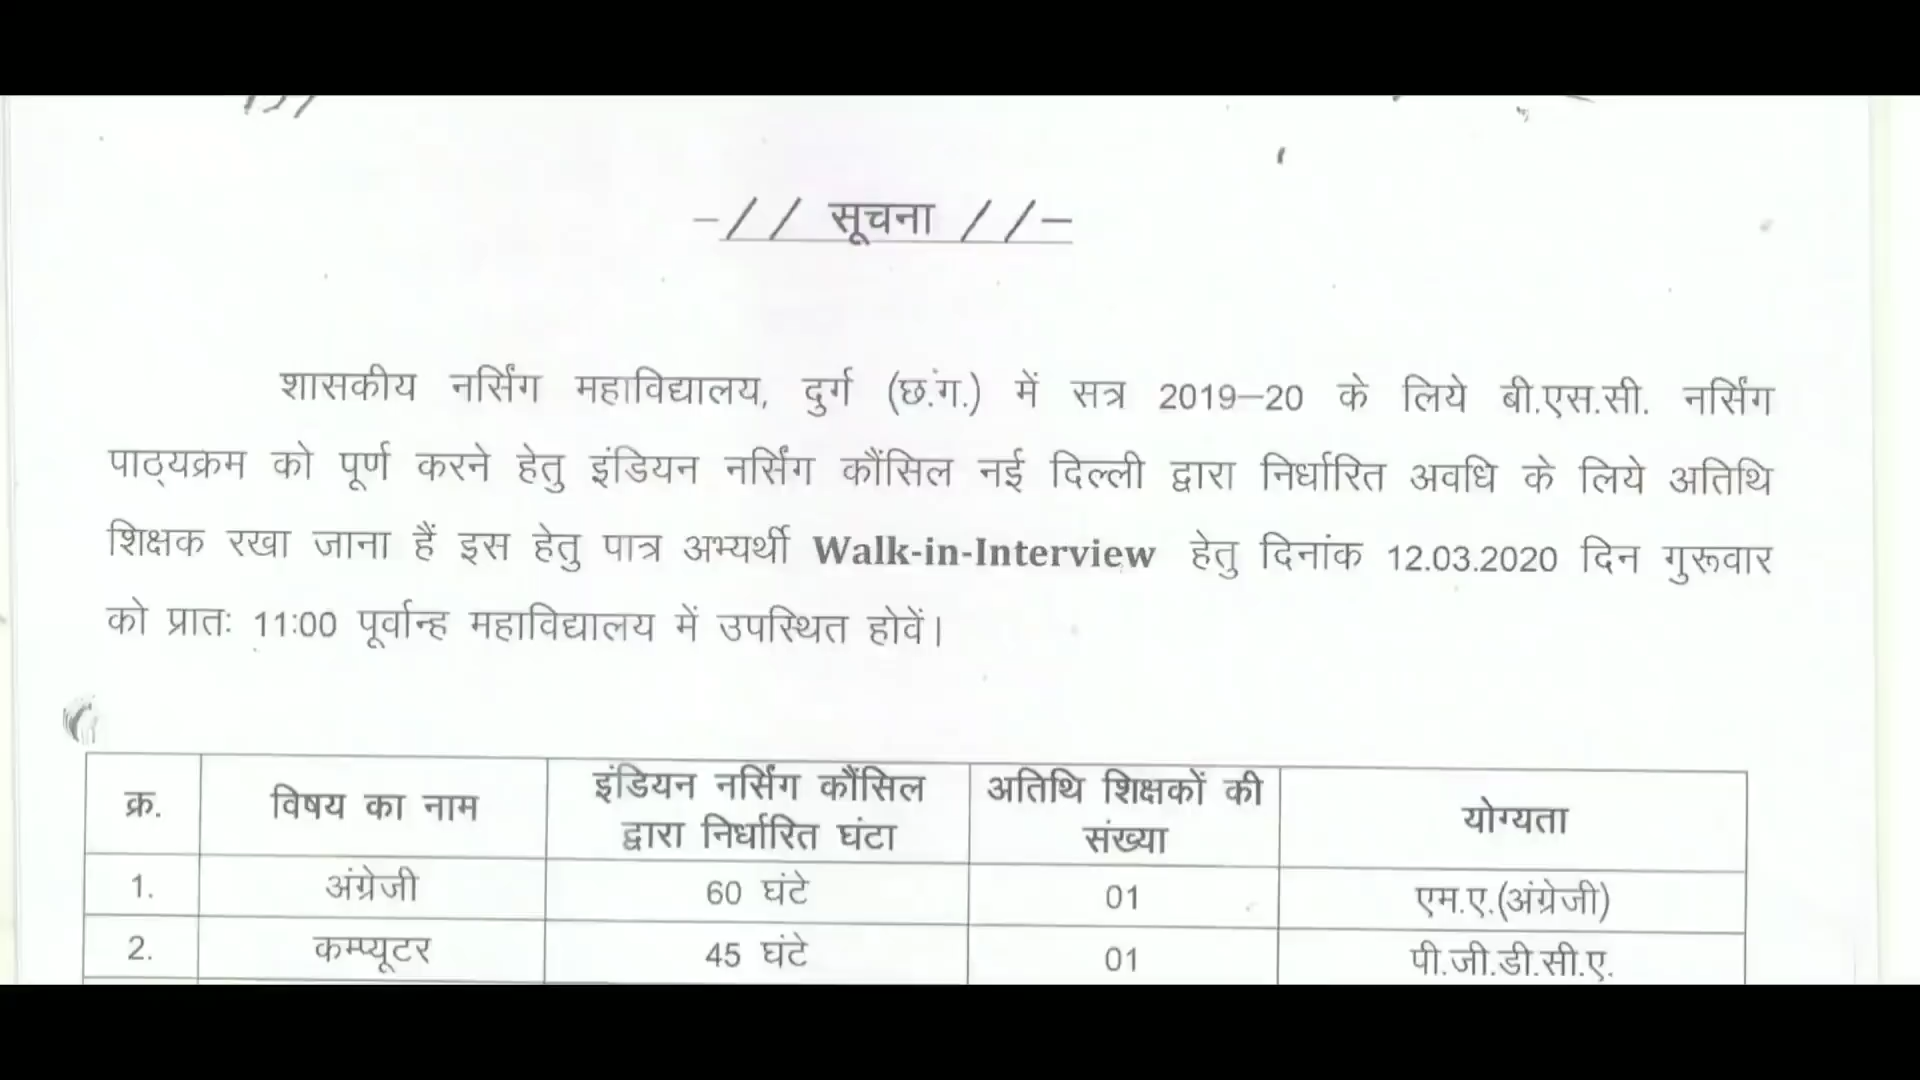 -// सूचना //-
शासकीय नर्सिंग महाविद्यालय, दुर्ग (छ.ग.) में सत्र 2019–20 के लिये बी.एस.सी. नर्सिंग
पाठ्यक्रम को पूर्ण करने हेतु इंडियन नर्सिंग कौंसिल नई दिल्ली द्वारा निर्धारित अवधि के लिये अतिथि
शिक्षक रखा जाना हैं इस हेतु पात्र अभ्यर्थी Walk-in-Interview हेतु दिनांक 12.03.2020 दिन गुरूवार
को प्रातः 11:00 पूर्वान्ह महाविद्यालय में उपस्थित होवें।
क्र. विषय का नाम इंडियन नर्सिंग कौंसिल द्वारा निर्धारित घंटा अतिथि शिक्षकों की संख्या योग्यता
1. अंग्रेजी 60 घंटे 01 एम.ए.(अंग्रेजी)
2. कम्प्यूटर 45 घंटे 01 पी.जी.डी.सी.ए.